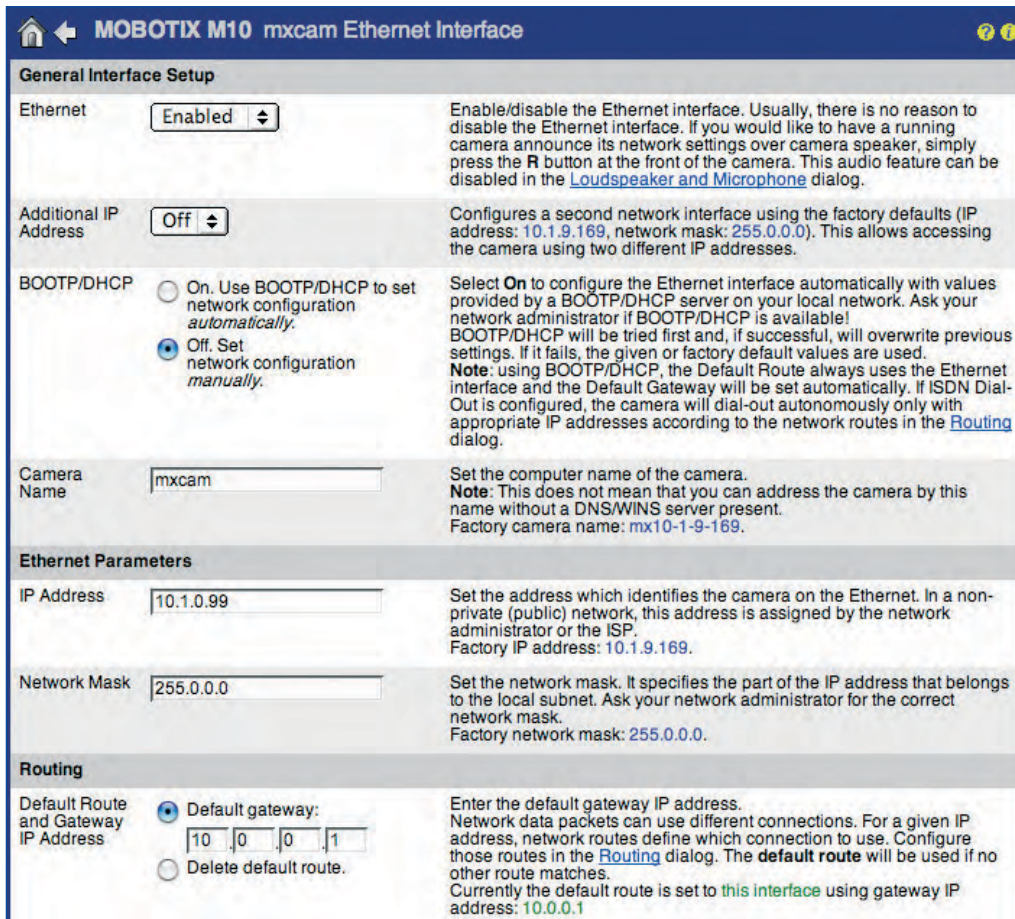 MOBOTIX M10 mxcam Ethernet Interface
General Interface Setup
Ethernet
Enabled
Enable/disable the Ethernet interface. Usually, there is no reason to
disable the Ethernet interface. If you would like to have a running
camera announce its network settings over camera speaker, simply
press the R button at the front of the camera. This audio feature can be
disabled in the Loudspeaker and Microphone dialog.
Additional IP
Address
Off
Configures a second network interface using the factory defaults (IP
address: 10.1.9.169, network mask: 255.0.0.0). This allows accessing
the camera using two different IP addresses.
BOOTP/DHCP
On. Use BOOTP/DHCP to set
network configuration
automatically.
Off. Set
network configuration
manually.
Select On to configure the Ethernet interface automatically with values
provided by a BOOTP/DHCP server on your local network. Ask your
network administrator if BOOTP/DHCP is available!
BOOTP/DHCP will be tried first and, if successful, will overwrite previous
settings. If it fails, the given or factory default values are used.
Note: using BOOTP/DHCP, the Default Route always uses the Ethernet
interface and the Default Gateway will be set automatically. If ISDN Dial-
Out is configured, the camera will dial-out autonomously only with
appropriate IP addresses according to the network routes in the Routing
dialog.
Camera
Name
mxcam
Set the computer name of the camera.
Note: This does not mean that you can address the camera by this
name without a DNS/WINS server present.
Factory camera name: mx10-1-9-169.
Ethernet Parameters
IP Address
10.1.0.99
Set the address which identifies the camera on the Ethernet. In a non-
private (public) network, this address is assigned by the network
administrator or the ISP.
Factory IP address: 10.1.9.169.
Network Mask
255.0.0.0
Set the network mask. It specifies the part of the IP address that belongs
to the local subnet. Ask your network administrator for the correct
network mask.
Factory network mask: 255.0.0.0.
Routing
Default Route
and Gateway
IP Address
Default gateway:
10 .0 .0 .1
Delete default route.
Enter the default gateway IP address.
Network data packets can use different connections. For a given IP
address, network routes define which connection to use. Configure
those routes in the Routing dialog. The default route will be used if no
other route matches.
Currently the default route is set to this interface using gateway IP
address: 10.0.0.1